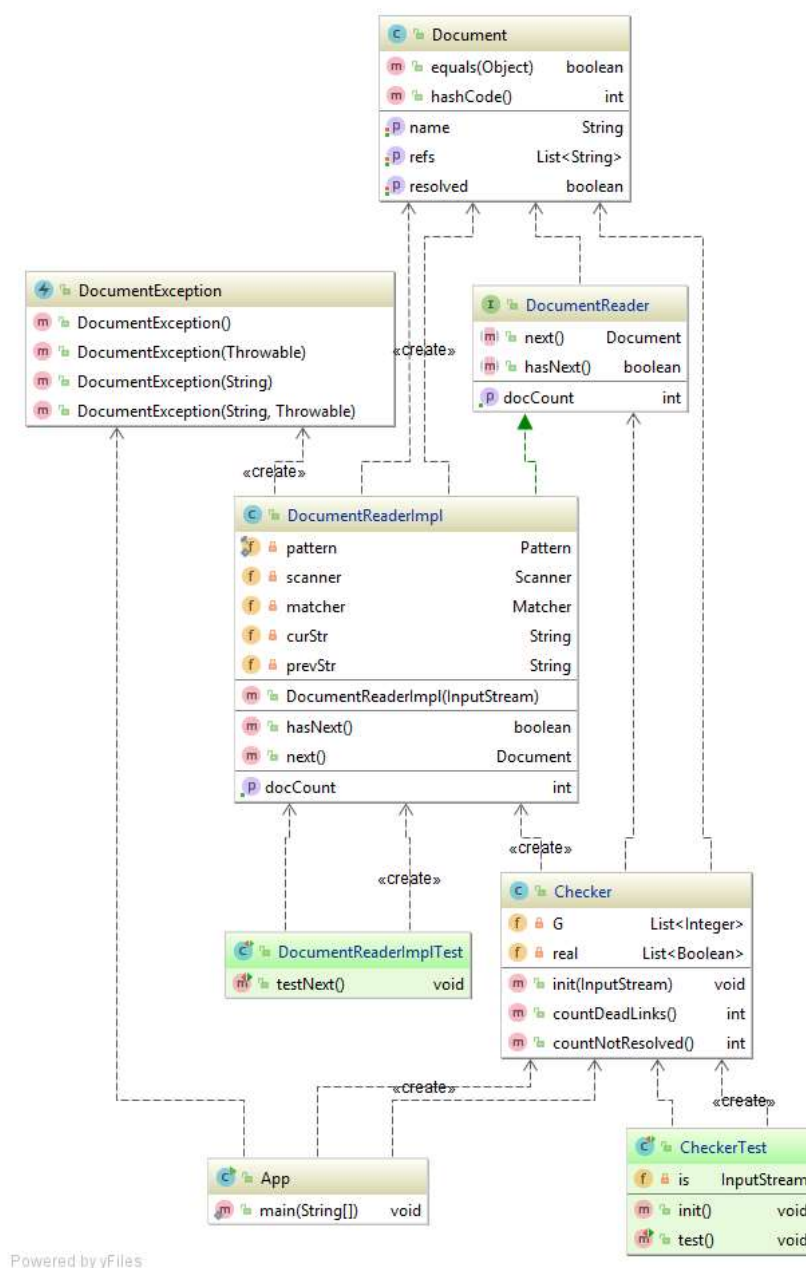 Document
equals(Object) boolean
hashCode() int
name String
refs List<String>
resolved boolean
DocumentException
DocumentException()
DocumentException(Throwable)
DocumentException(String)
DocumentException(String, Throwable)
DocumentReader
next() Document
hasNext() boolean
docCount int
«create»
«create»
DocumentReaderImpl
pattern Pattern
scanner Scanner
matcher Matcher
curStr String
prevStr String
DocumentReaderImpl(InputStream)
hasNext() boolean
next() Document
docCount int
«create»
«create»
Checker
G List<Integer>
real List<Boolean>
init(InputStream) void
countDeadLinks() int
countNotResolved() int
DocumentReaderImplTest
testNext() void
«create»
«create»
App
main(String[]) void
CheckerTest
is InputStream
init() void
test() void
Powered by yFiles